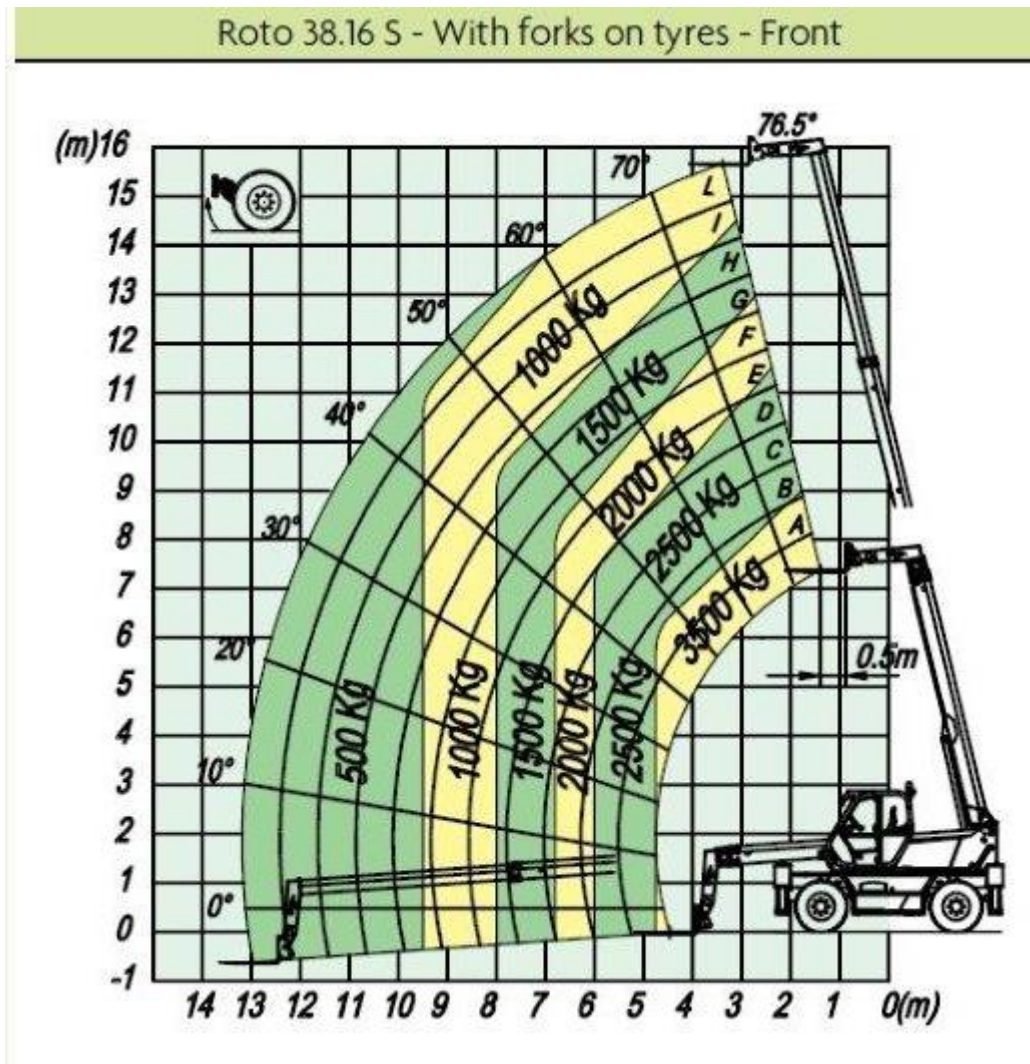 Roto 38.16 S - With forks on tyres - Front
(m)16
76.5°
70°
15
L
I
14
60°
H
13
50°
G
12
F
11
E
1000 Kg
40°
D
10
1500 Kg
C
9
B
2000 Kg
30°
2500 Kg
A
8
7
3500 Kg
6
0.5m
20°
5
500 Kg
1000 Kg
1500 Kg
2000 Kg
2500 Kg
4
10°
3
2
1
0°
0
-1
14 13 12 11 10 9 8 7 6 5 4 3 2 1 0(m)